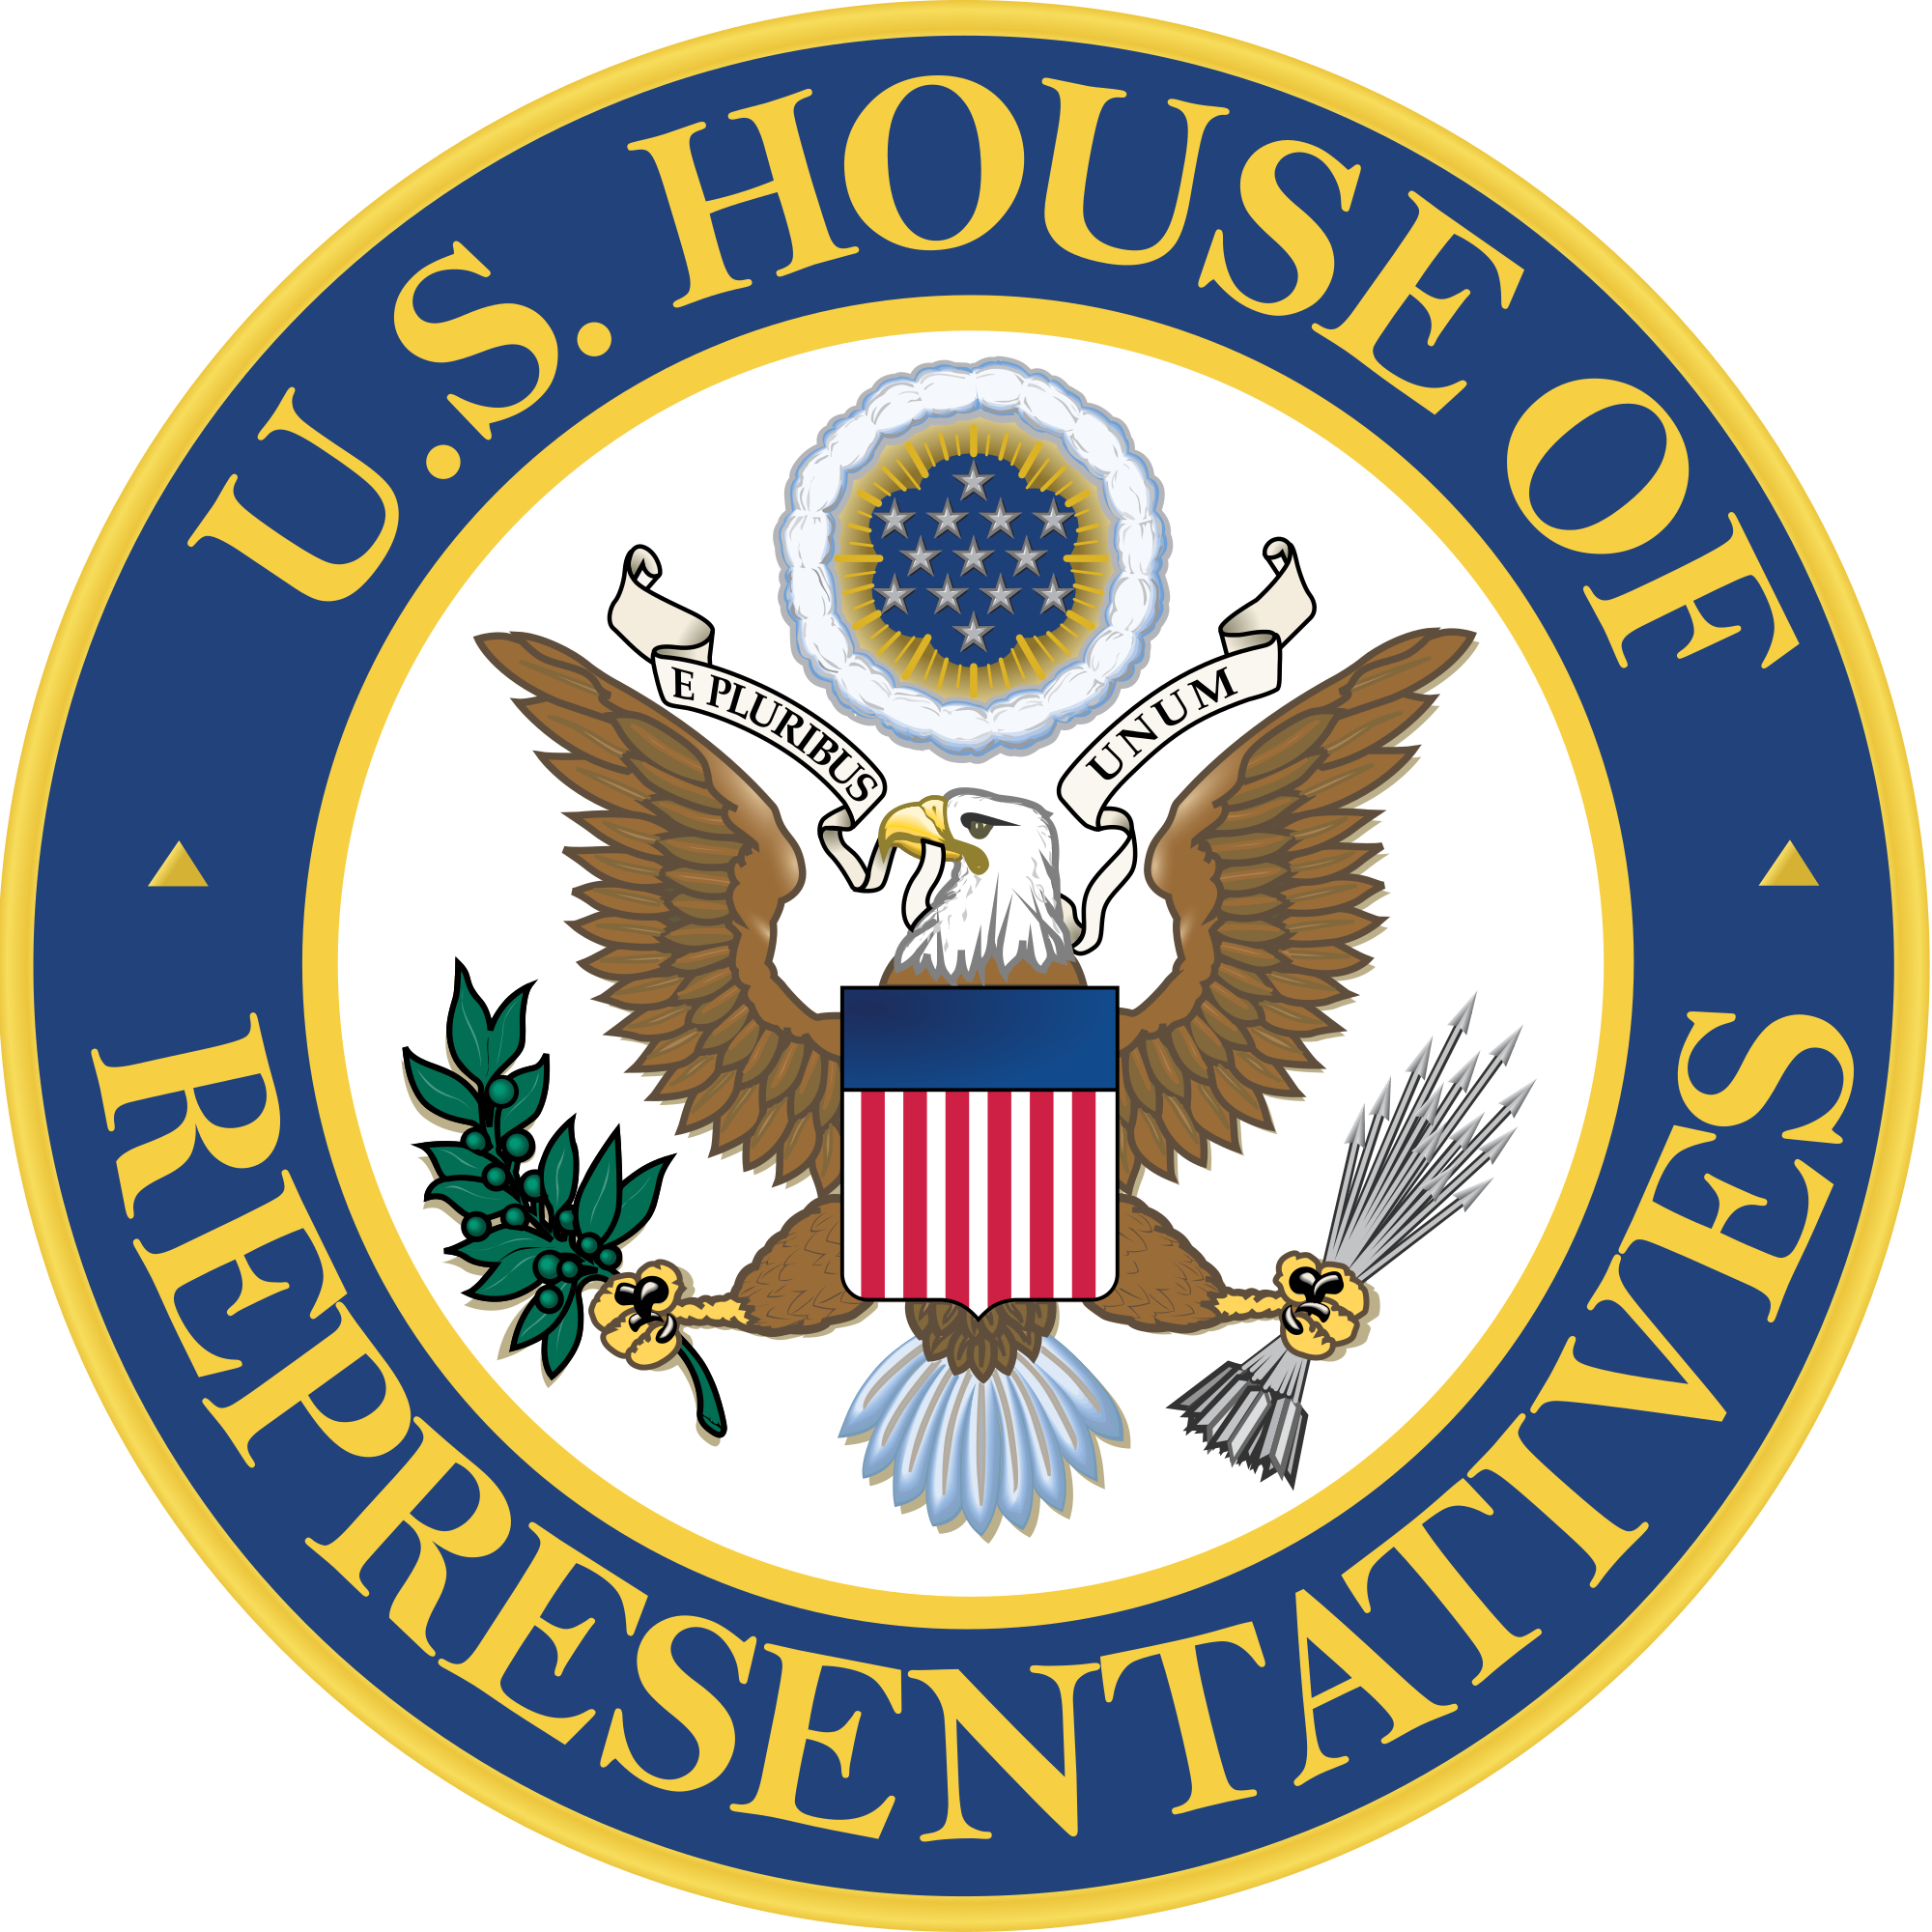 U.S. HOUSE OF
REPRESENTATIVES
E PLURIBUS
UNUM